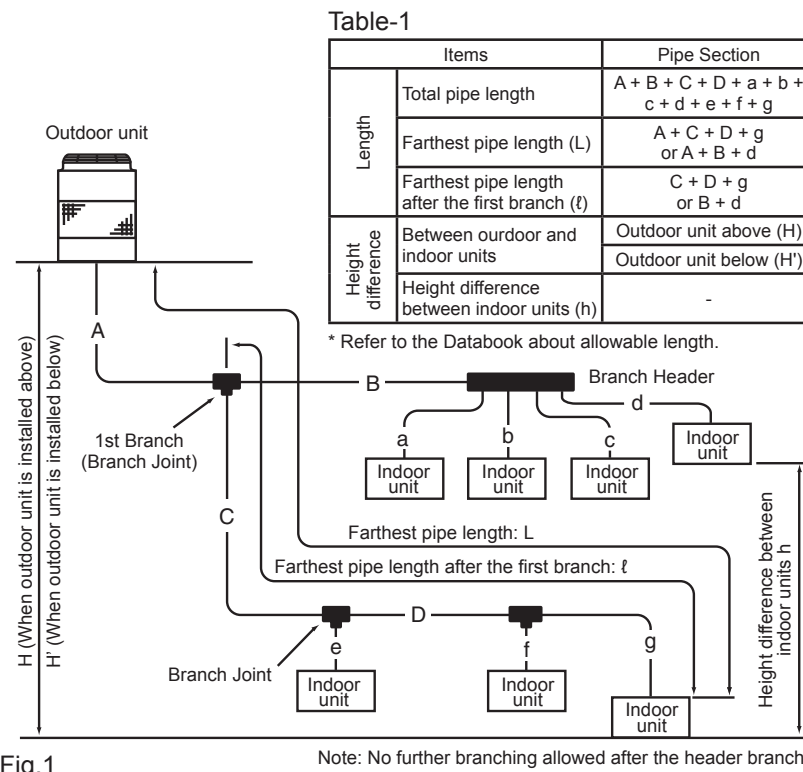 Table-1
Items
Pipe Section
Length
Total pipe length
A + B + C + D + a + b +
c + d + e + f + g
Farthest pipe length (L)
A + C + D + g
or A + B + d
Farthest pipe length
after the first branch (ℓ)
C + D + g
or B + d
Height
difference
Between ourdoor and
indoor units
Outdoor unit above (H)
Outdoor unit below (H')
Height difference
between indoor units (h)
-
* Refer to the Databook about allowable length.
Outdoor unit
A
B
Branch Header
d
1st Branch
(Branch Joint)
a
b
c
Indoor
unit
Indoor
unit
Indoor
unit
Indoor
unit
C
Farthest pipe length: L
Farthest pipe length after the first branch: ℓ
D
Branch Joint
e
f
g
Indoor
unit
Indoor
unit
Indoor
unit
H (When outdoor unit is installed above)
H' (When outdoor unit is installed below)
Height difference between
indoor units h
Fig.1
Note: No further branching allowed after the header branch